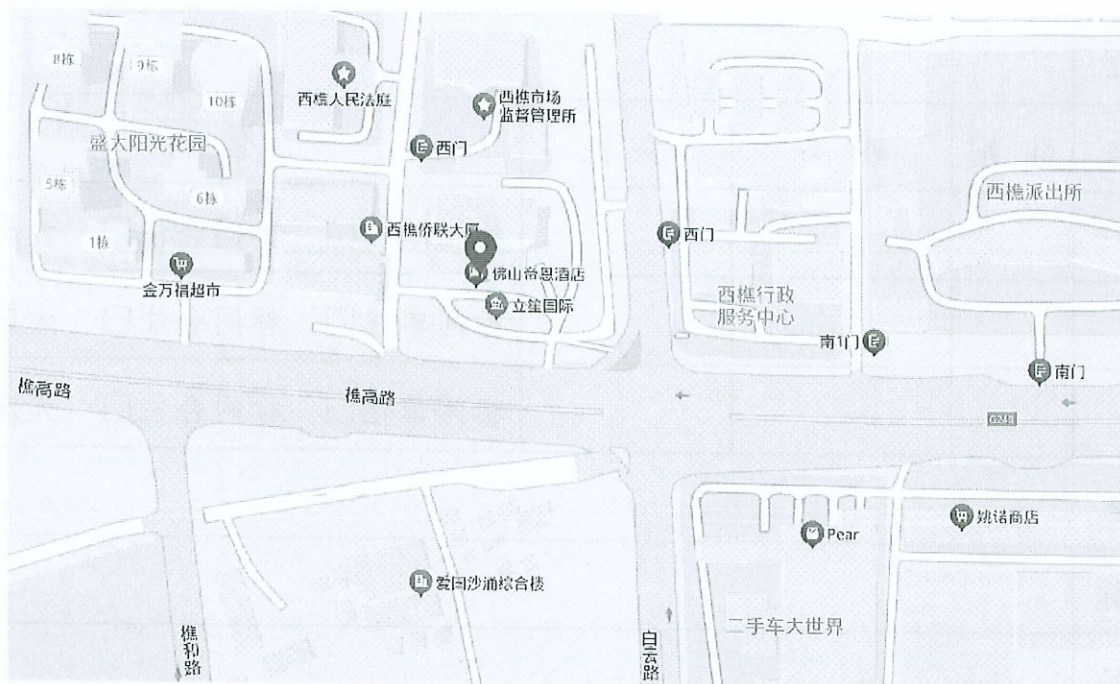 8栋
9栋
10栋
西樵人民法庭
西樵市场
监督管理所
盛大阳光花园
西门
5栋
6栋
西樵派出所
1栋
西樵侨联大厦
西门
金万福超市
佛山帝恩酒店
立笙国际
西樵行政
服务中心
南1门
南门
樵高路
樵高路
G240
姚诺商店
Pear
爱国沙涌综合楼
二手车大世界
樵和路
白云路